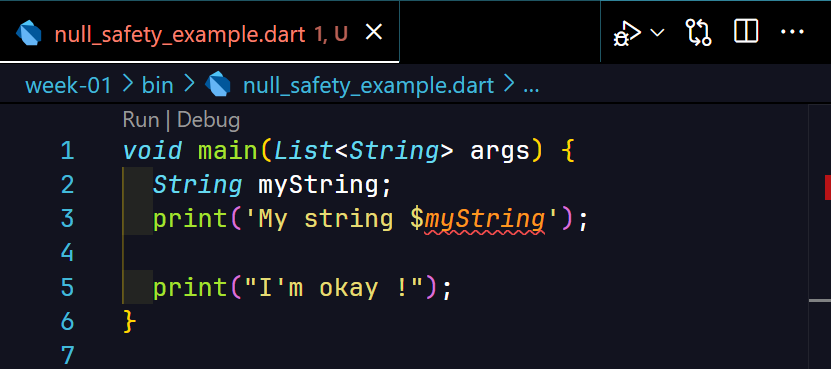 null_safety_example.dart 1, U
week-01 > bin > null_safety_example.dart > ...
Run | Debug
1 void main(List<String> args) {
2 String myString;
3 print('My string $myString');
4
5 print("I'm okay !");
6 }
7